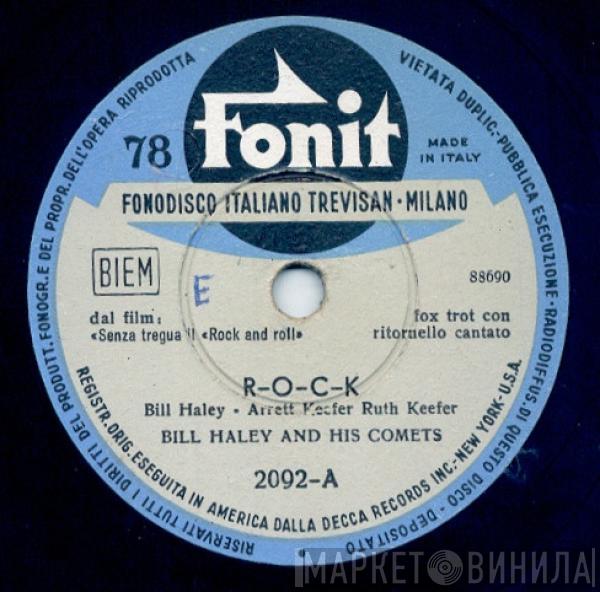 Fonit
78
MADE
IN ITALY
FONODISCO ITALIANO TREVISAN · MILANO
BIEM
E
88690
dal film:
«Senza tregua il «Rock and roll»
fox trot con
ritornello cantato
R-O-C-K
Bill Haley - Arrett Keefer Ruth Keefer
BILL HALEY AND HIS COMETS
2092-A
REGISTR. ORIG. ESEGUITA IN AMERICA DALLA DECCA RECORDS INC.-NEW YORK-U.S.A.
RISERVATI TUTTI I DIRITTI DEL PRODUTT. FONOGR. E DEL PROPR. DELL'OPERA RIPRODOTTA
VIETATA DUPLIC.-PUBBLICA ESECUZIONE-RADIODIFFUS. DI QUESTO DISCO - DEPOSITATO
МАРКЕТ ВИНИЛА